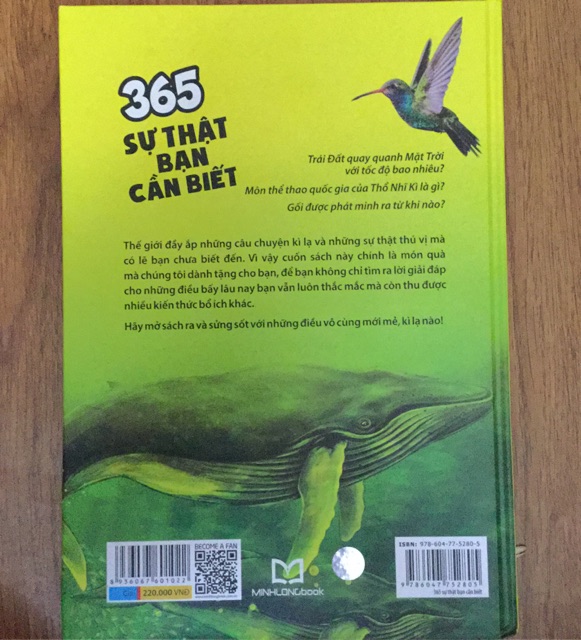 365
SỰ THẬT
BẠN
CẦN BIẾT
Trái Đất quay quanh Mặt Trời
với tốc độ bao nhiêu?
Môn thể thao quốc gia của Thổ Nhĩ Kì là gì?
Gối được phát minh ra từ khi nào?
Thế giới đầy ắp những câu chuyện kì lạ và những sự thật thú vị mà
có lẽ bạn chưa biết đến. Vì vậy cuốn sách này chính là món quà
mà chúng tôi dành tặng cho bạn, để bạn không chỉ tìm ra lời giải đáp
cho những điều bấy lâu nay bạn vẫn luôn thắc mắc mà còn thu được
nhiều kiến thức bổ ích khác.
Hãy mở sách ra và sửng sốt với những điều vô cùng mới mẻ, kì lạ nào!
BECOME A FAN
ISBN: 978-604-77-5280-5
8 936067 601022
220,000 VNĐ
MINHLONGbook
9 786047 752805
365 sự thật bạn cần biết